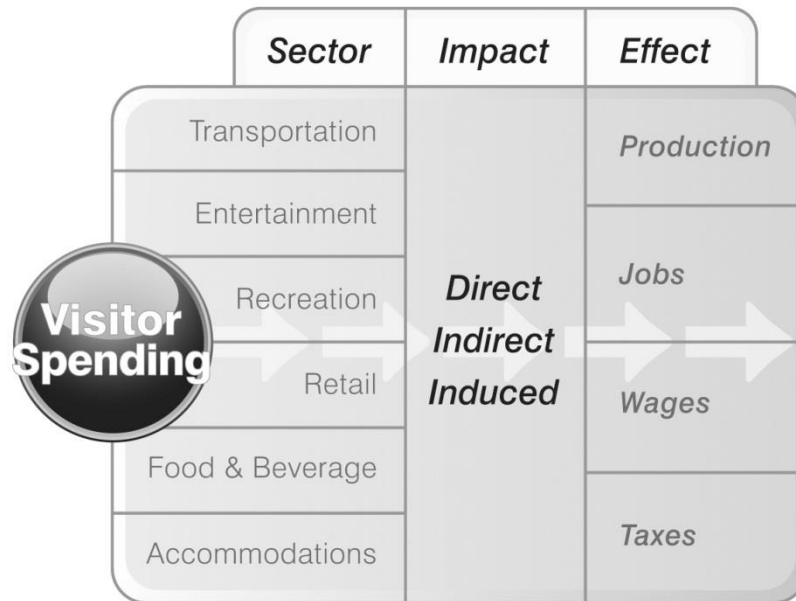 Sector Impact Effect
Transportation
Entertainment
Recreation
Retail
Food & Beverage
Accommodations
Visitor
Spending
Direct
Indirect
Induced
Production
Jobs
Wages
Taxes